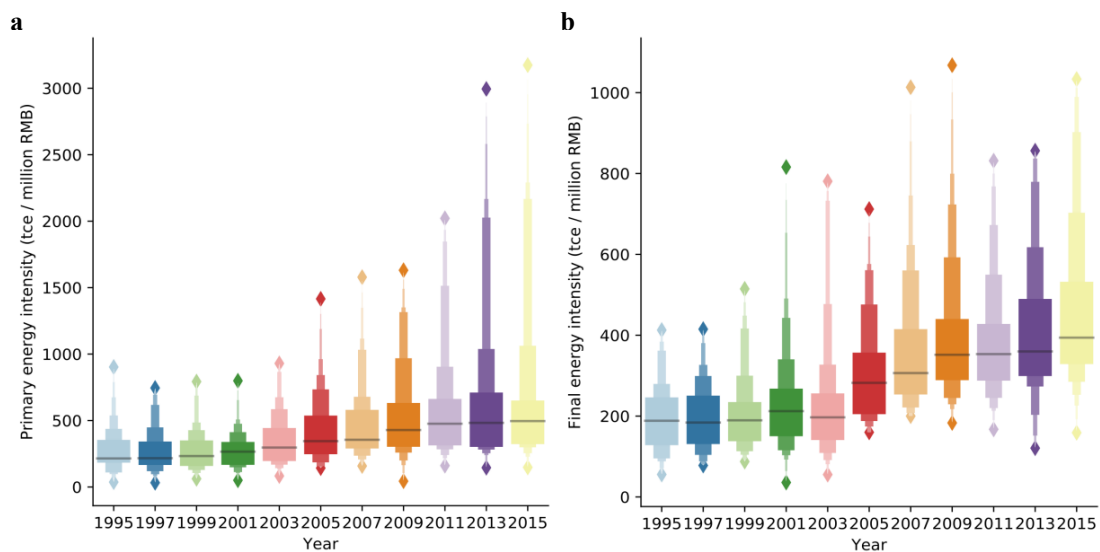 a
Primary energy intensity (tce / million RMB)
3000
2500
2000
1500
1000
500
0
1995 1997 1999 2001 2003 2005 2007 2009 2011 2013 2015
Year
b
Final energy intensity (tce / million RMB)
1000
800
600
400
200
0
1995 1997 1999 2001 2003 2005 2007 2009 2011 2013 2015
Year